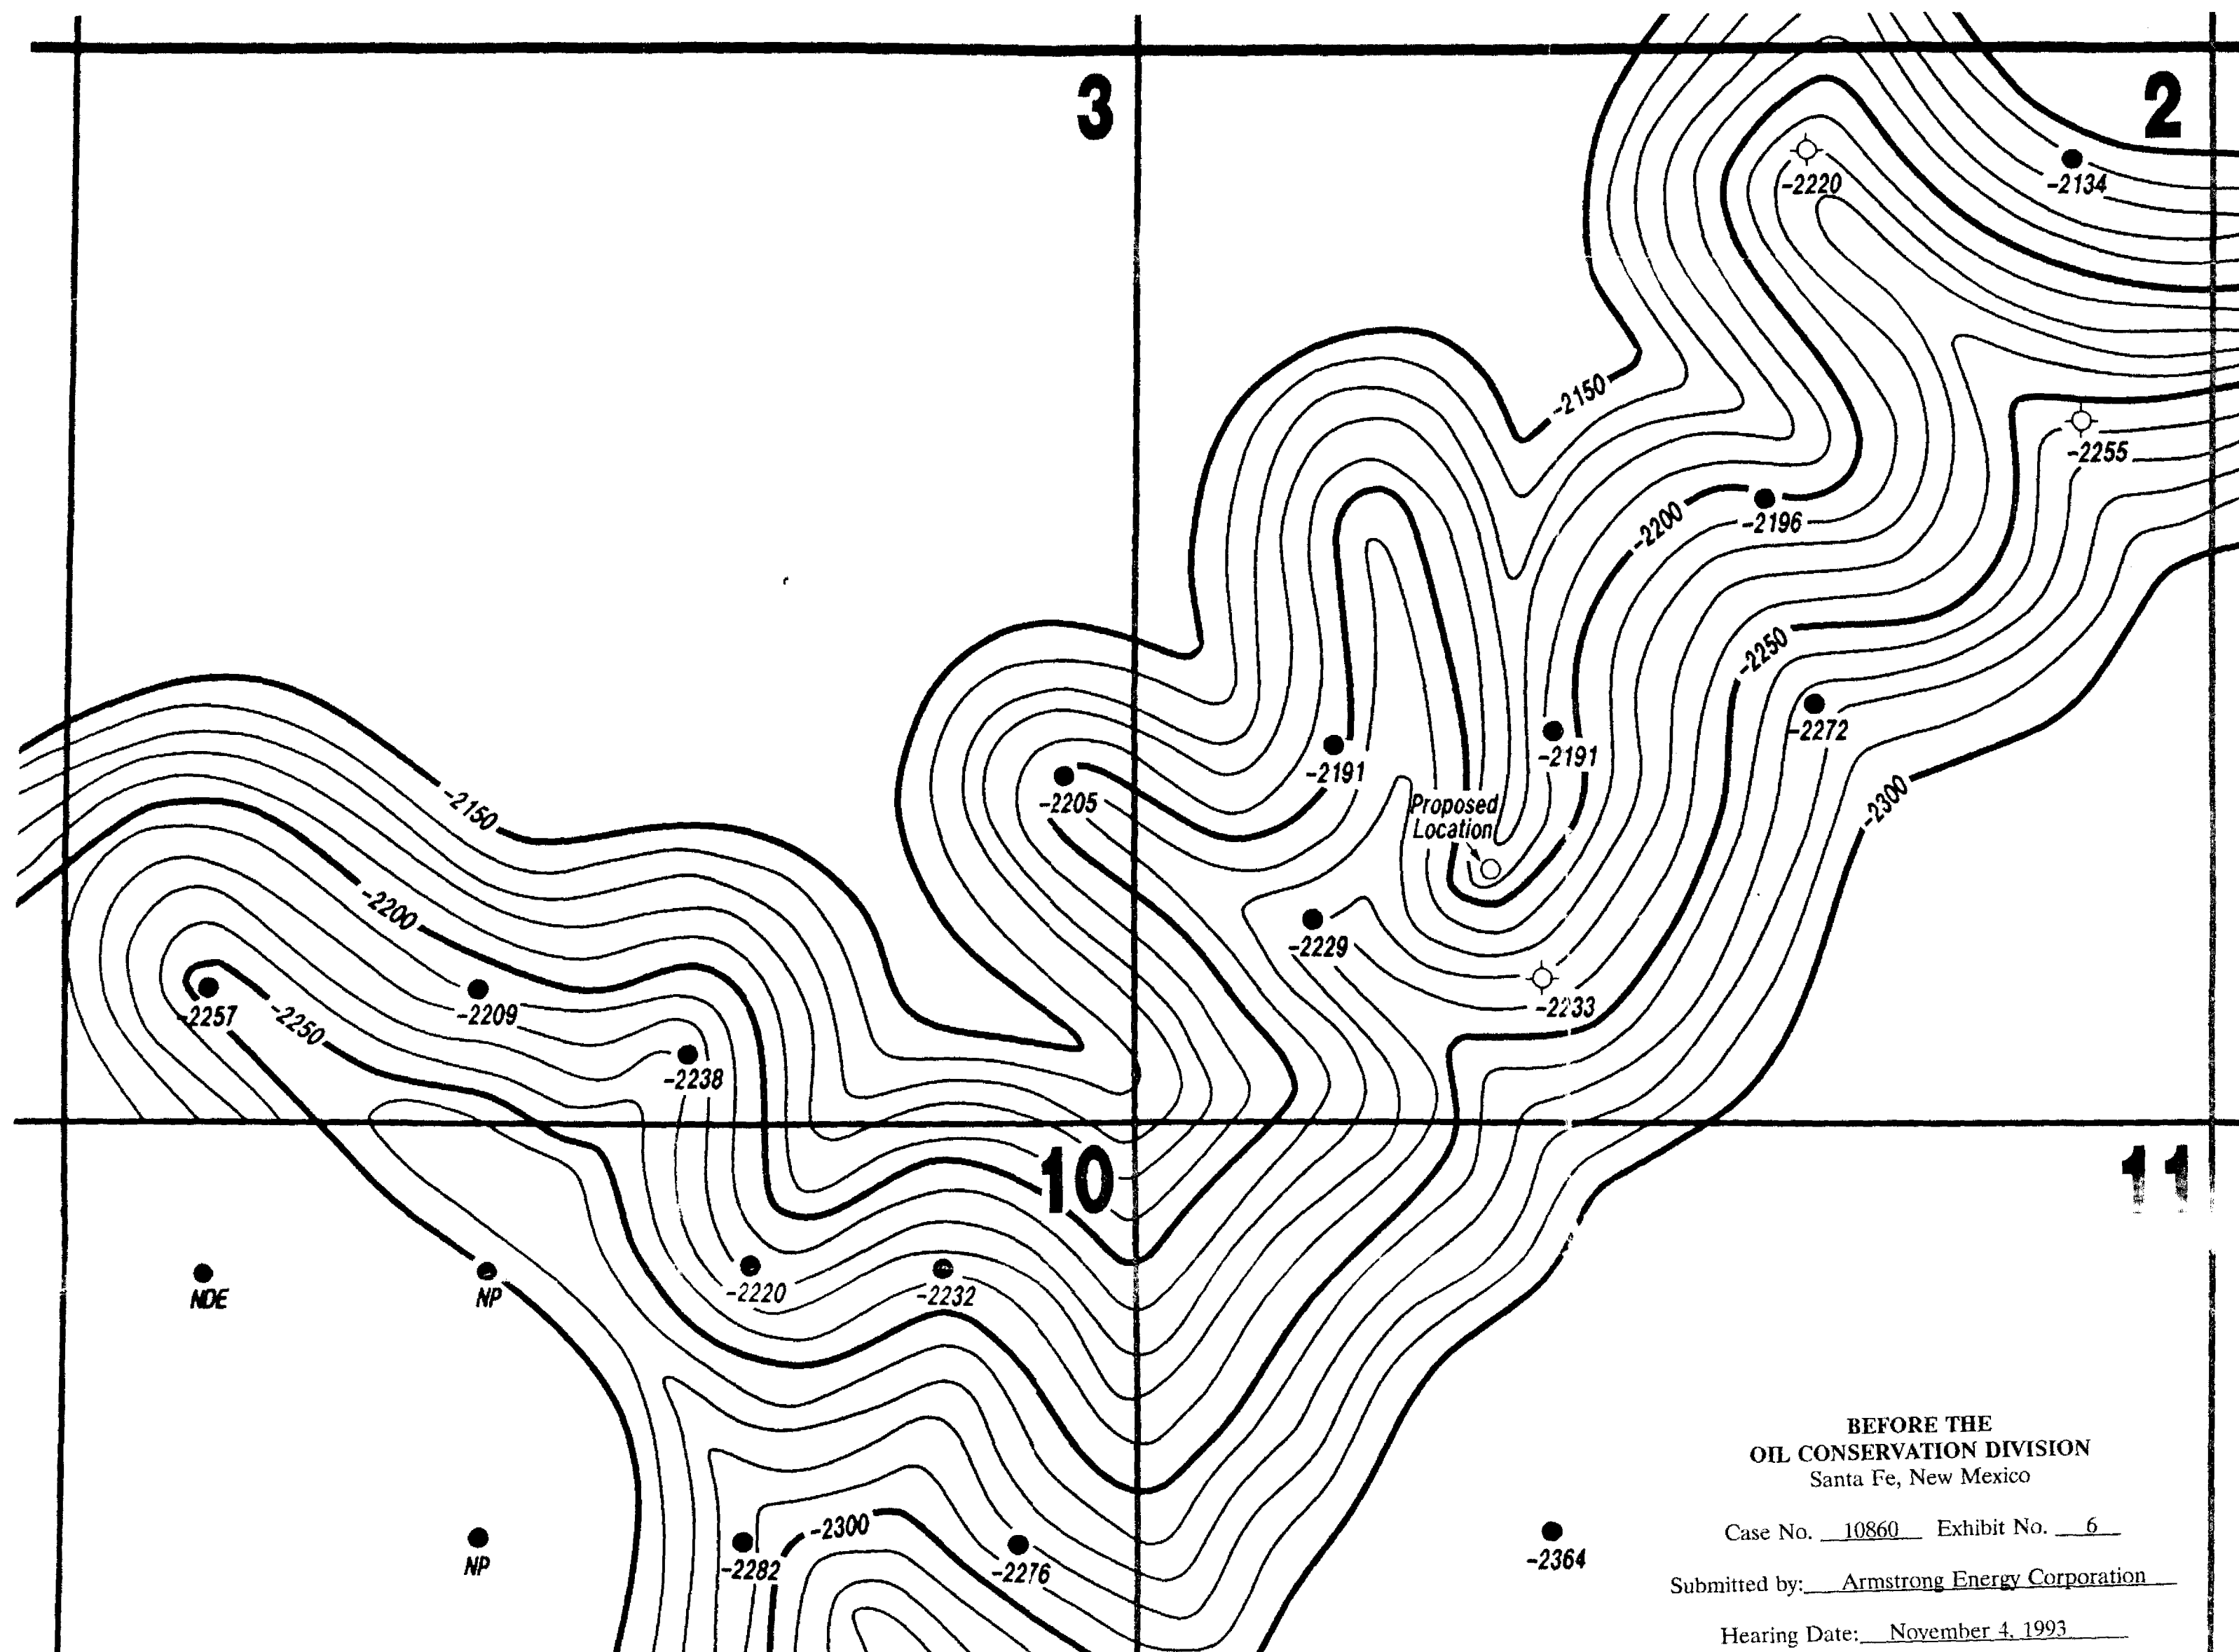 3
2
-2220
-2134
-2150
-2255
-2200
-2196
-2250
-2272
-2191
-2191
-2205
Proposed
Location
-2300
-2150
-2200
-2229
-2233
-2257
-2250
-2209
-2238
10
11
NDE
NP
-2220
-2232
BEFORE THE
OIL CONSERVATION DIVISION
Santa Fe, New Mexico
Case No. 10860 Exhibit No. 6
-2300
NP
-2282
-2276
-2364
Submitted by: Armstrong Energy Corporation
Hearing Date: November 4, 1993